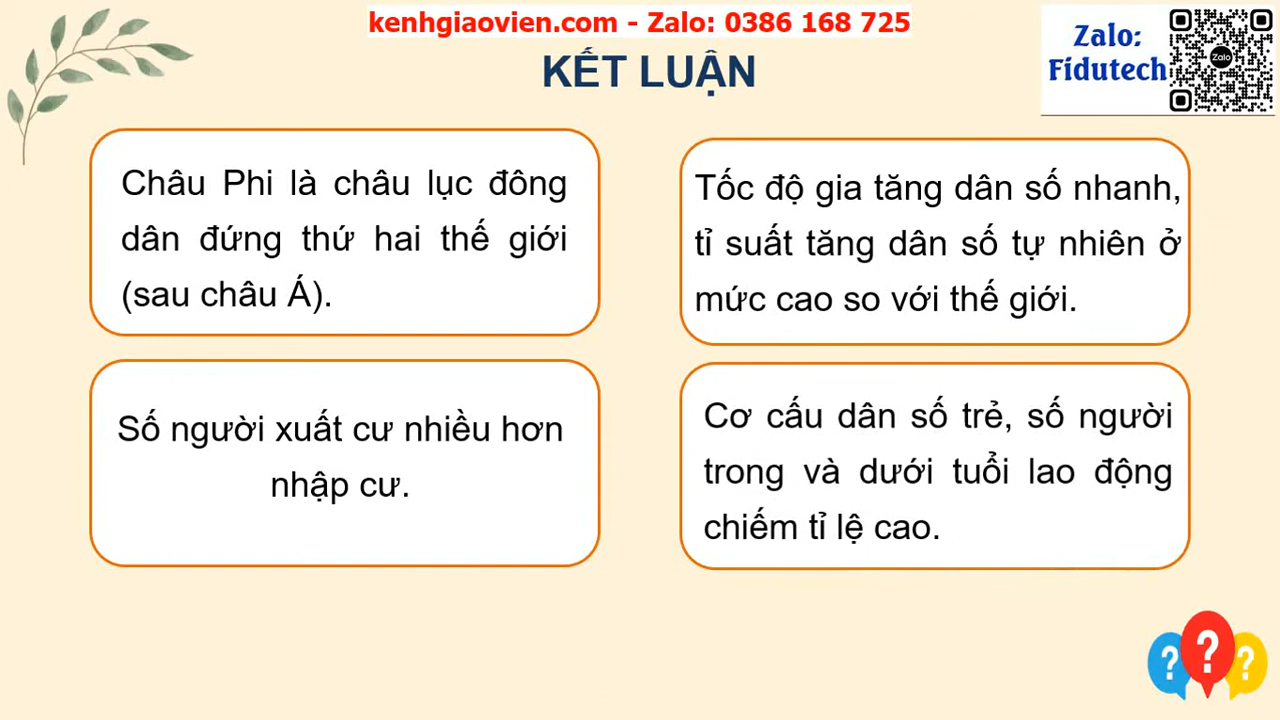 kenhgiaovien.com - Zalo: 0386 168 725
Zalo:
Fidutech
Zalo
KẾT LUẬN
Châu Phi là châu lục đông
dân đứng thứ hai thế giới
(sau châu Á).
Tốc độ gia tăng dân số nhanh,
tỉ suất tăng dân số tự nhiên ở
mức cao so với thế giới.
Số người xuất cư nhiều hơn
nhập cư.
Cơ cấu dân số trẻ, số người
trong và dưới tuổi lao động
chiếm tỉ lệ cao.
? ? ?